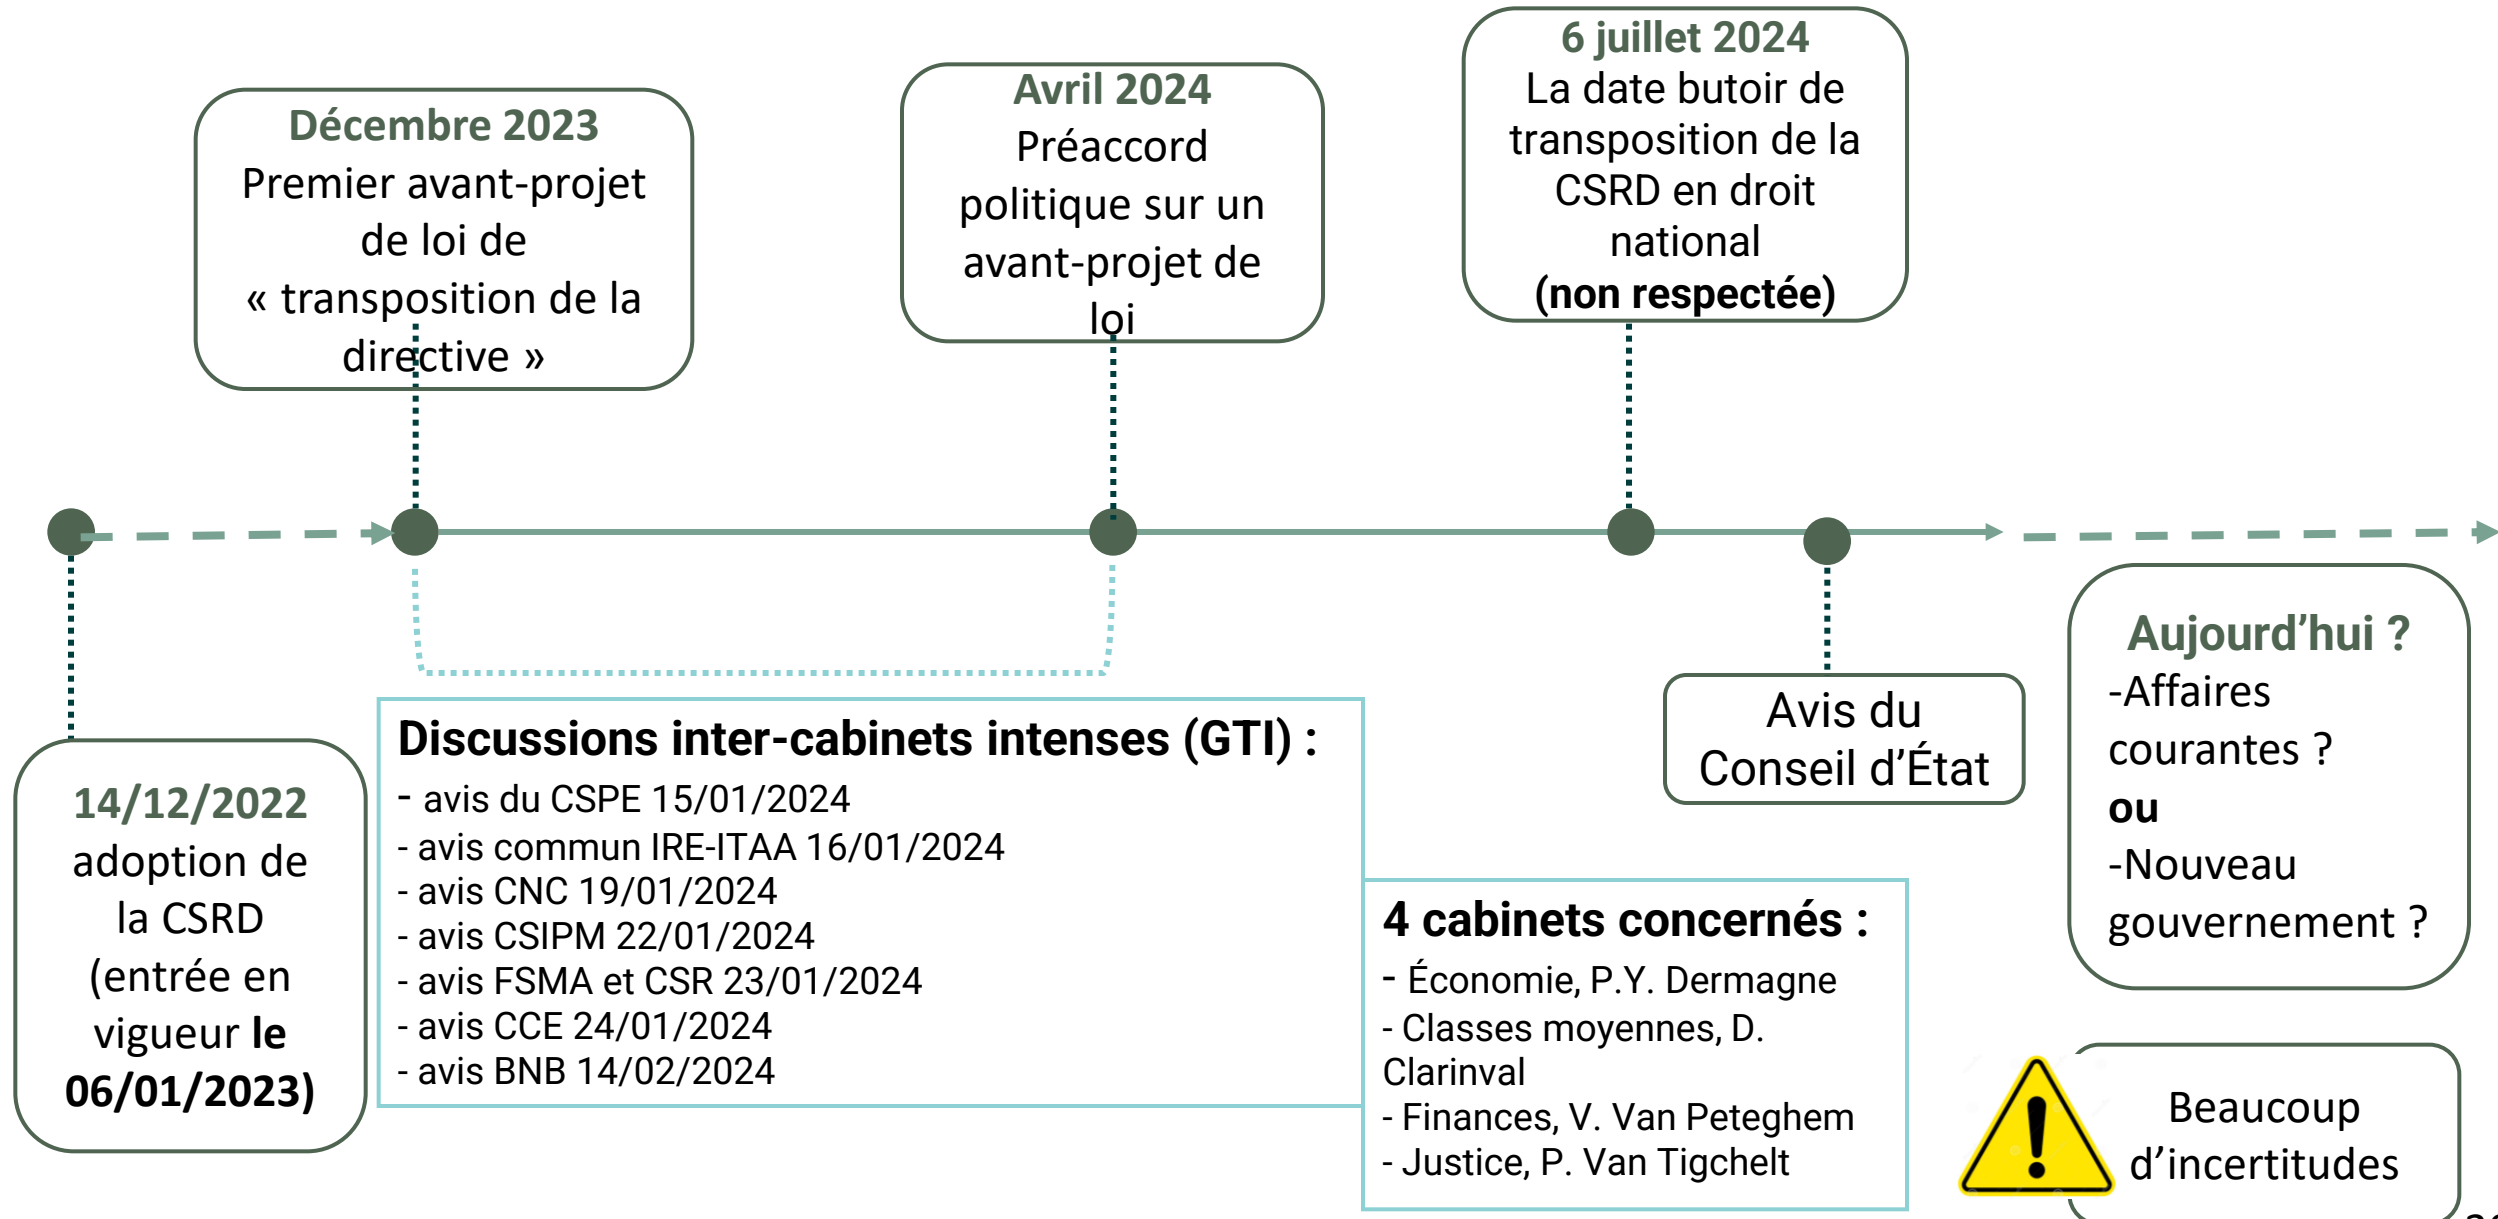 Décembre 2023
Premier avant-projet
de loi de
« transposition de la
directive »
Avril 2024
Préaccord
politique sur un
avant-projet de
loi
6 juillet 2024
La date butoir de
transposition de la
CSRD en droit
national
(non respectée)
14/12/2022
adoption de
la CSRD
(entrée en
vigueur le
06/01/2023)
Discussions inter-cabinets intenses (GTI) :
- avis du CSPE 15/01/2024
- avis commun IRE-ITAA 16/01/2024
- avis CNC 19/01/2024
- avis CSIPM 22/01/2024
- avis FSMA et CSR 23/01/2024
- avis CCE 24/01/2024
- avis BNB 14/02/2024
4 cabinets concernés :
- Économie, P.Y. Dermagne
- Classes moyennes, D.
Clarinval
- Finances, V. Van Peteghem
- Justice, P. Van Tigchelt
Avis du
Conseil d’État
Aujourd’hui ?
-Affaires
courantes ?
ou
-Nouveau
gouvernement ?
Beaucoup
d’incertitudes